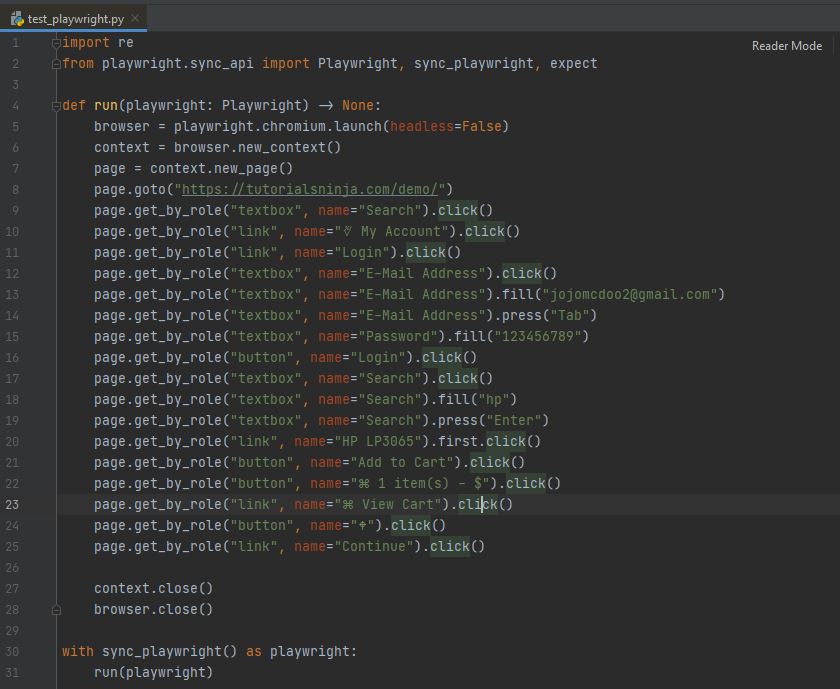 test_playwright.py
Reader Mode
1 import re
2 from playwright.sync_api import Playwright, sync_playwright, expect
3
4 def run(playwright: Playwright) -> None:
5 browser = playwright.chromium.launch(headless=False)
6 context = browser.new_context()
7 page = context.new_page()
8 page.goto("https://tutorialsninja.com/demo/")
9 page.get_by_role("textbox", name="Search").click()
10 page.get_by_role("link", name=" My Account").click()
11 page.get_by_role("link", name="Login").click()
12 page.get_by_role("textbox", name="E-Mail Address").click()
13 page.get_by_role("textbox", name="E-Mail Address").fill("jojomcdoo2@gmail.com")
14 page.get_by_role("textbox", name="E-Mail Address").press("Tab")
15 page.get_by_role("textbox", name="Password").fill("123456789")
16 page.get_by_role("button", name="Login").click()
17 page.get_by_role("textbox", name="Search").click()
18 page.get_by_role("textbox", name="Search").fill("hp")
19 page.get_by_role("textbox", name="Search").press("Enter")
20 page.get_by_role("link", name="HP LP3065").first.click()
21 page.get_by_role("button", name="Add to Cart").click()
22 page.get_by_role("button", name="⌘ 1 item(s) - $").click()
23 page.get_by_role("link", name="⌘ View Cart").click()
24 page.get_by_role("button", name="").click()
25 page.get_by_role("link", name="Continue").click()
26
27 context.close()
28 browser.close()
29
30 with sync_playwright() as playwright:
31 run(playwright)